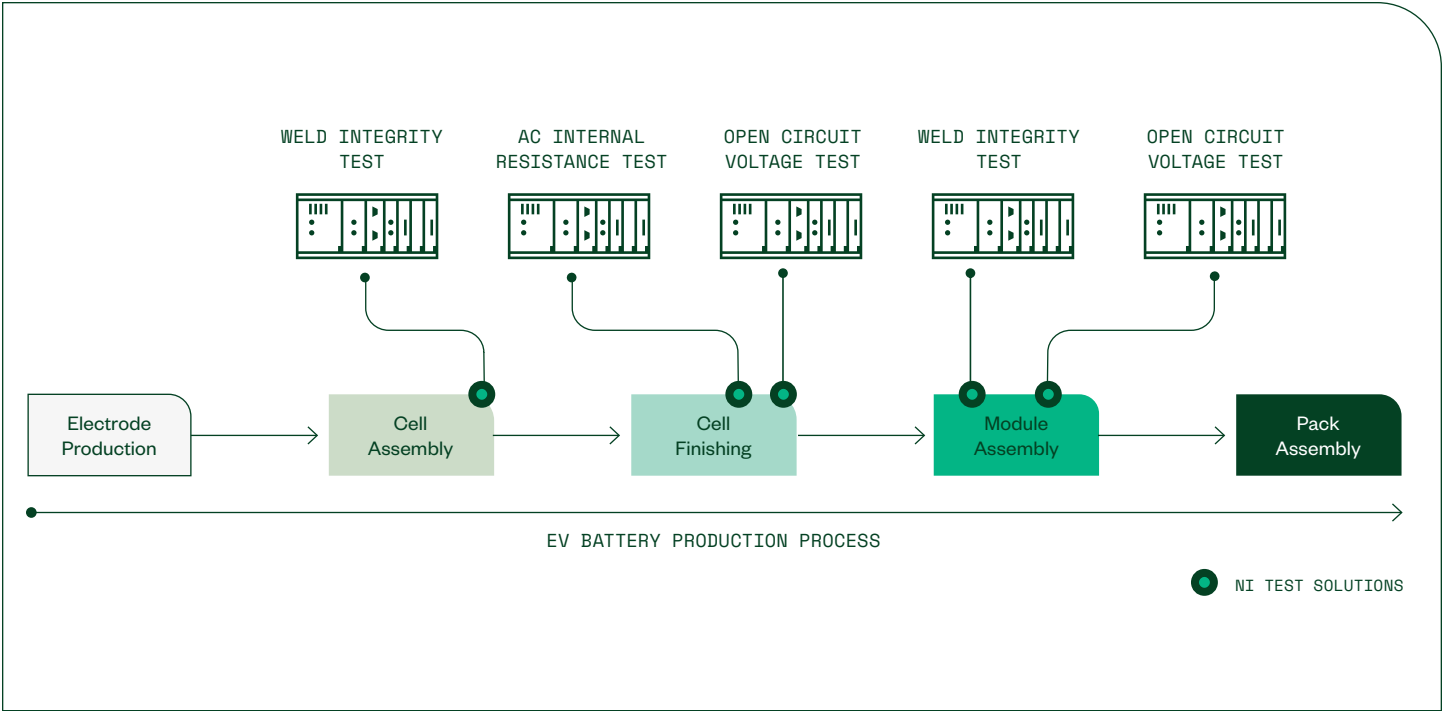 WELD INTEGRITY
TEST
AC INTERNAL
RESISTANCE TEST
OPEN CIRCUIT
VOLTAGE TEST
WELD INTEGRITY
TEST
OPEN CIRCUIT
VOLTAGE TEST
Electrode
Production
Cell
Assembly
Cell
Finishing
Module
Assembly
Pack
Assembly
EV BATTERY PRODUCTION PROCESS
NI TEST SOLUTIONS